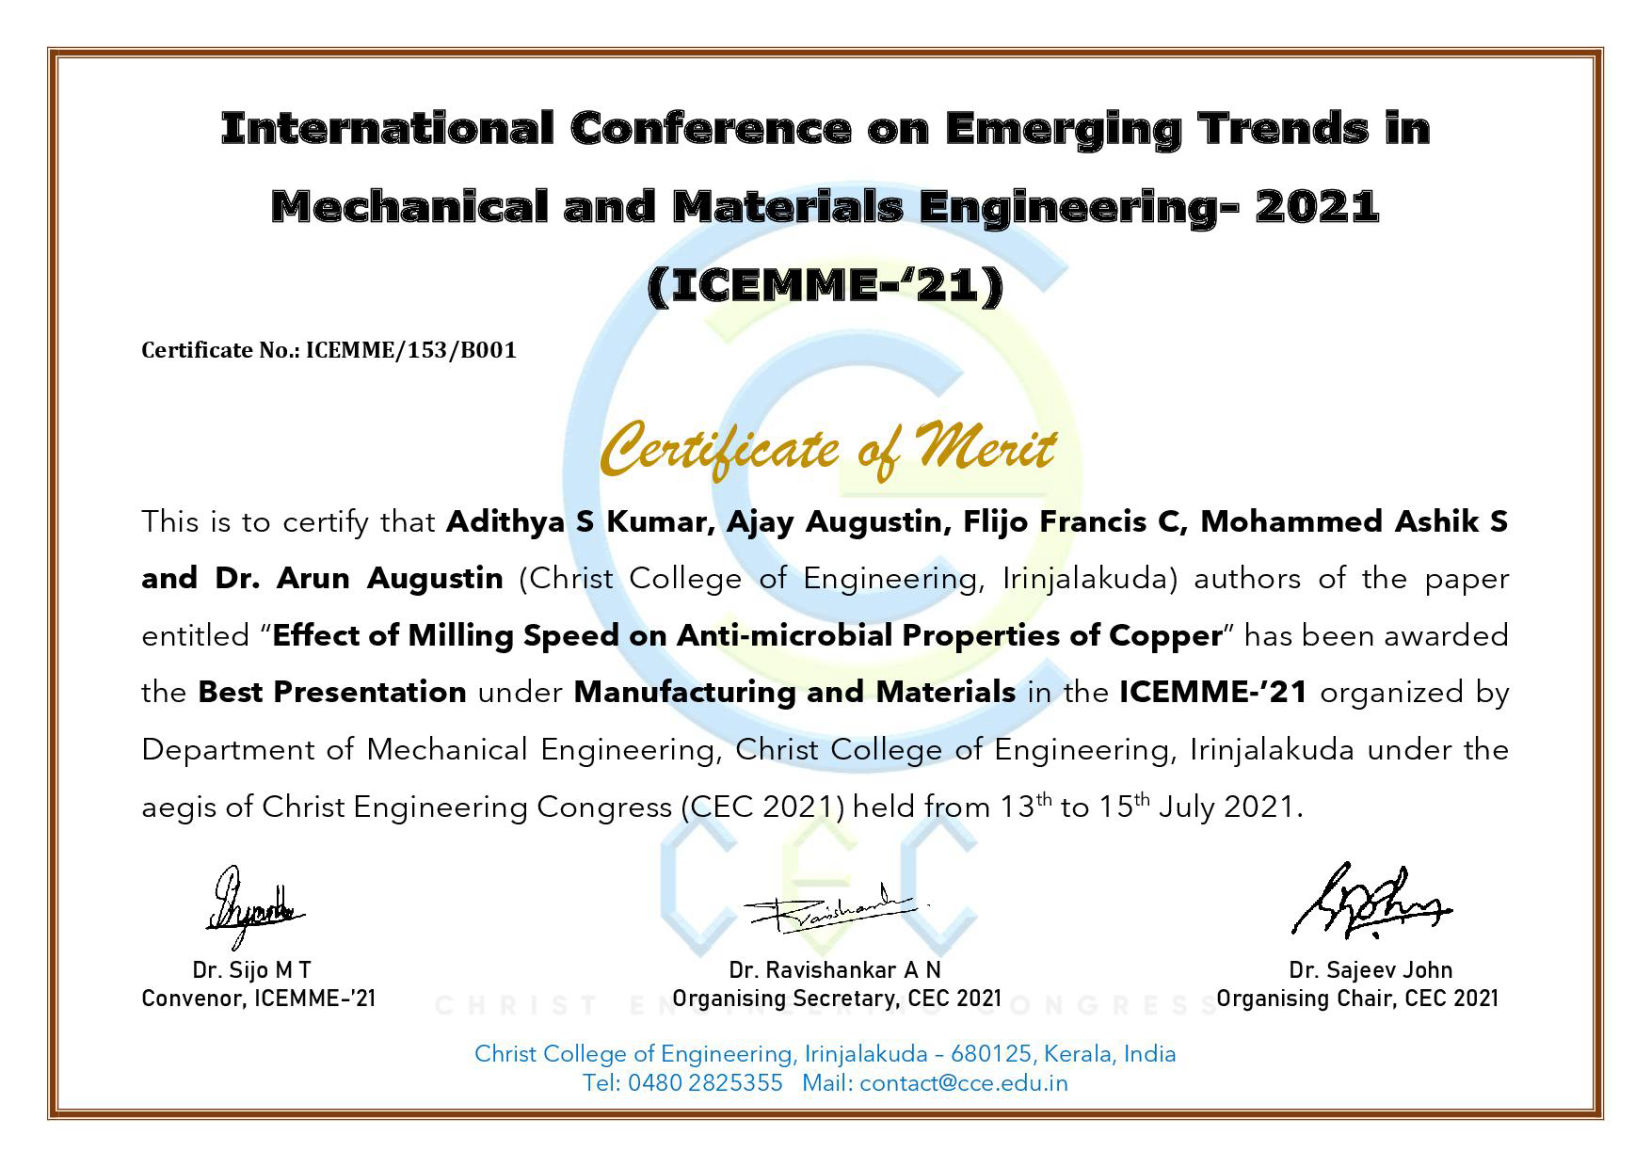 International Conference on Emerging Trends in
Mechanical and Materials Engineering- 2021
(ICEMME-‘21)
Certificate No.: ICEMME/153/B001
Certificate of Merit
This is to certify that Adithya S Kumar, Ajay Augustin, Flijo Francis C, Mohammed Ashik S
and Dr. Arun Augustin (Christ College of Engineering, Irinjalakuda) authors of the paper
entitled “Effect of Milling Speed on Anti-microbial Properties of Copper” has been awarded
the Best Presentation under Manufacturing and Materials in the ICEMME-’21 organized by
Department of Mechanical Engineering, Christ College of Engineering, Irinjalakuda under the
aegis of Christ Engineering Congress (CEC 2021) held from 13th to 15th July 2021.
CEC
Dr. Sijo M T
Convenor, ICEMME-’21
Dr. Ravishankar A N
Organising Secretary, CEC 2021
Dr. Sajeev John
Organising Chair, CEC 2021
CHRIST ENGINEERING CONGRESS
Christ College of Engineering, Irinjalakuda – 680125, Kerala, India
Tel: 0480 2825355 Mail: contact@cce.edu.in